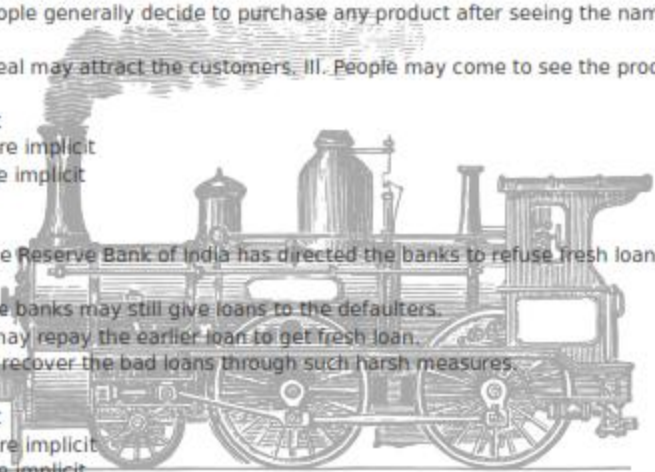 ople generally decide to purchase any product after seeing the nam
eal may attract the customers. III. People may come to see the prod
t
re implicit
e implicit
e Reserve Bank of India has directed the banks to refuse fresh loan
e banks may still give loans to the defaulters.
may repay the earlier loan to get fresh loan.
recover the bad loans through such harsh measures.
t
re implicit
e implicit